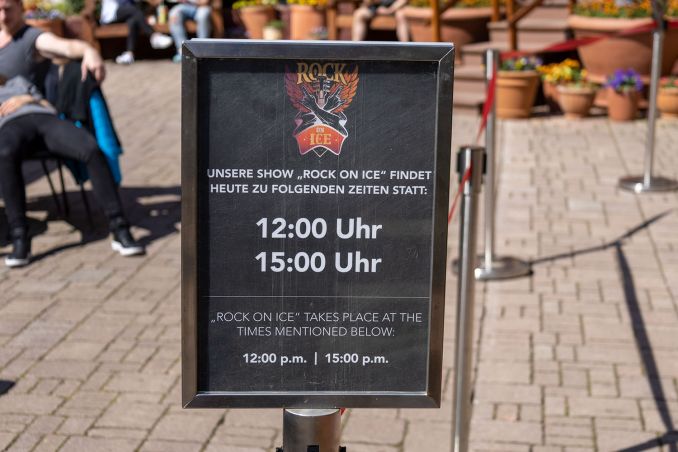 ROCK
ON
ICE
UNSERE SHOW „ROCK ON ICE“ FINDET
HEUTE ZU FOLGENDEN ZEITEN STATT:
12:00 Uhr
15:00 Uhr
„ROCK ON ICE“ TAKES PLACE AT THE
TIMES MENTIONED BELOW:
12:00 p.m. | 15:00 p.m.